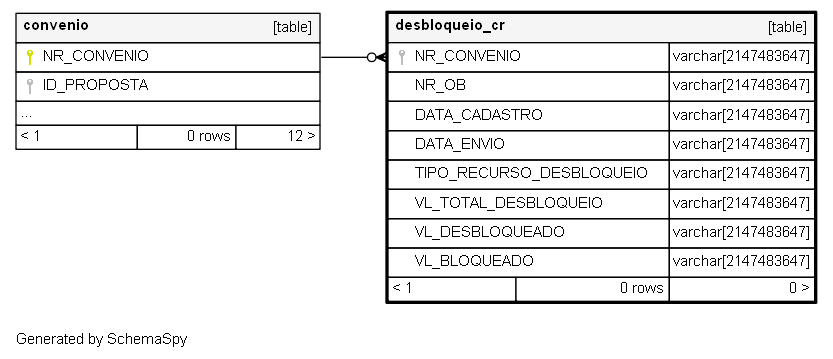 convenio [table]
NR_CONVENIO
ID_PROPOSTA
...
< 1 0 rows 12 >
desbloqueio_cr [table]
NR_CONVENIO varchar[2147483647]
NR_OB varchar[2147483647]
DATA_CADASTRO varchar[2147483647]
DATA_ENVIO varchar[2147483647]
TIPO_RECURSO_DESBLOQUEIO varchar[2147483647]
VL_TOTAL_DESBLOQUEIO varchar[2147483647]
VL_DESBLOQUEADO varchar[2147483647]
VL_BLOQUEADO varchar[2147483647]
< 1 0 rows 0 >
Generated by SchemaSpy